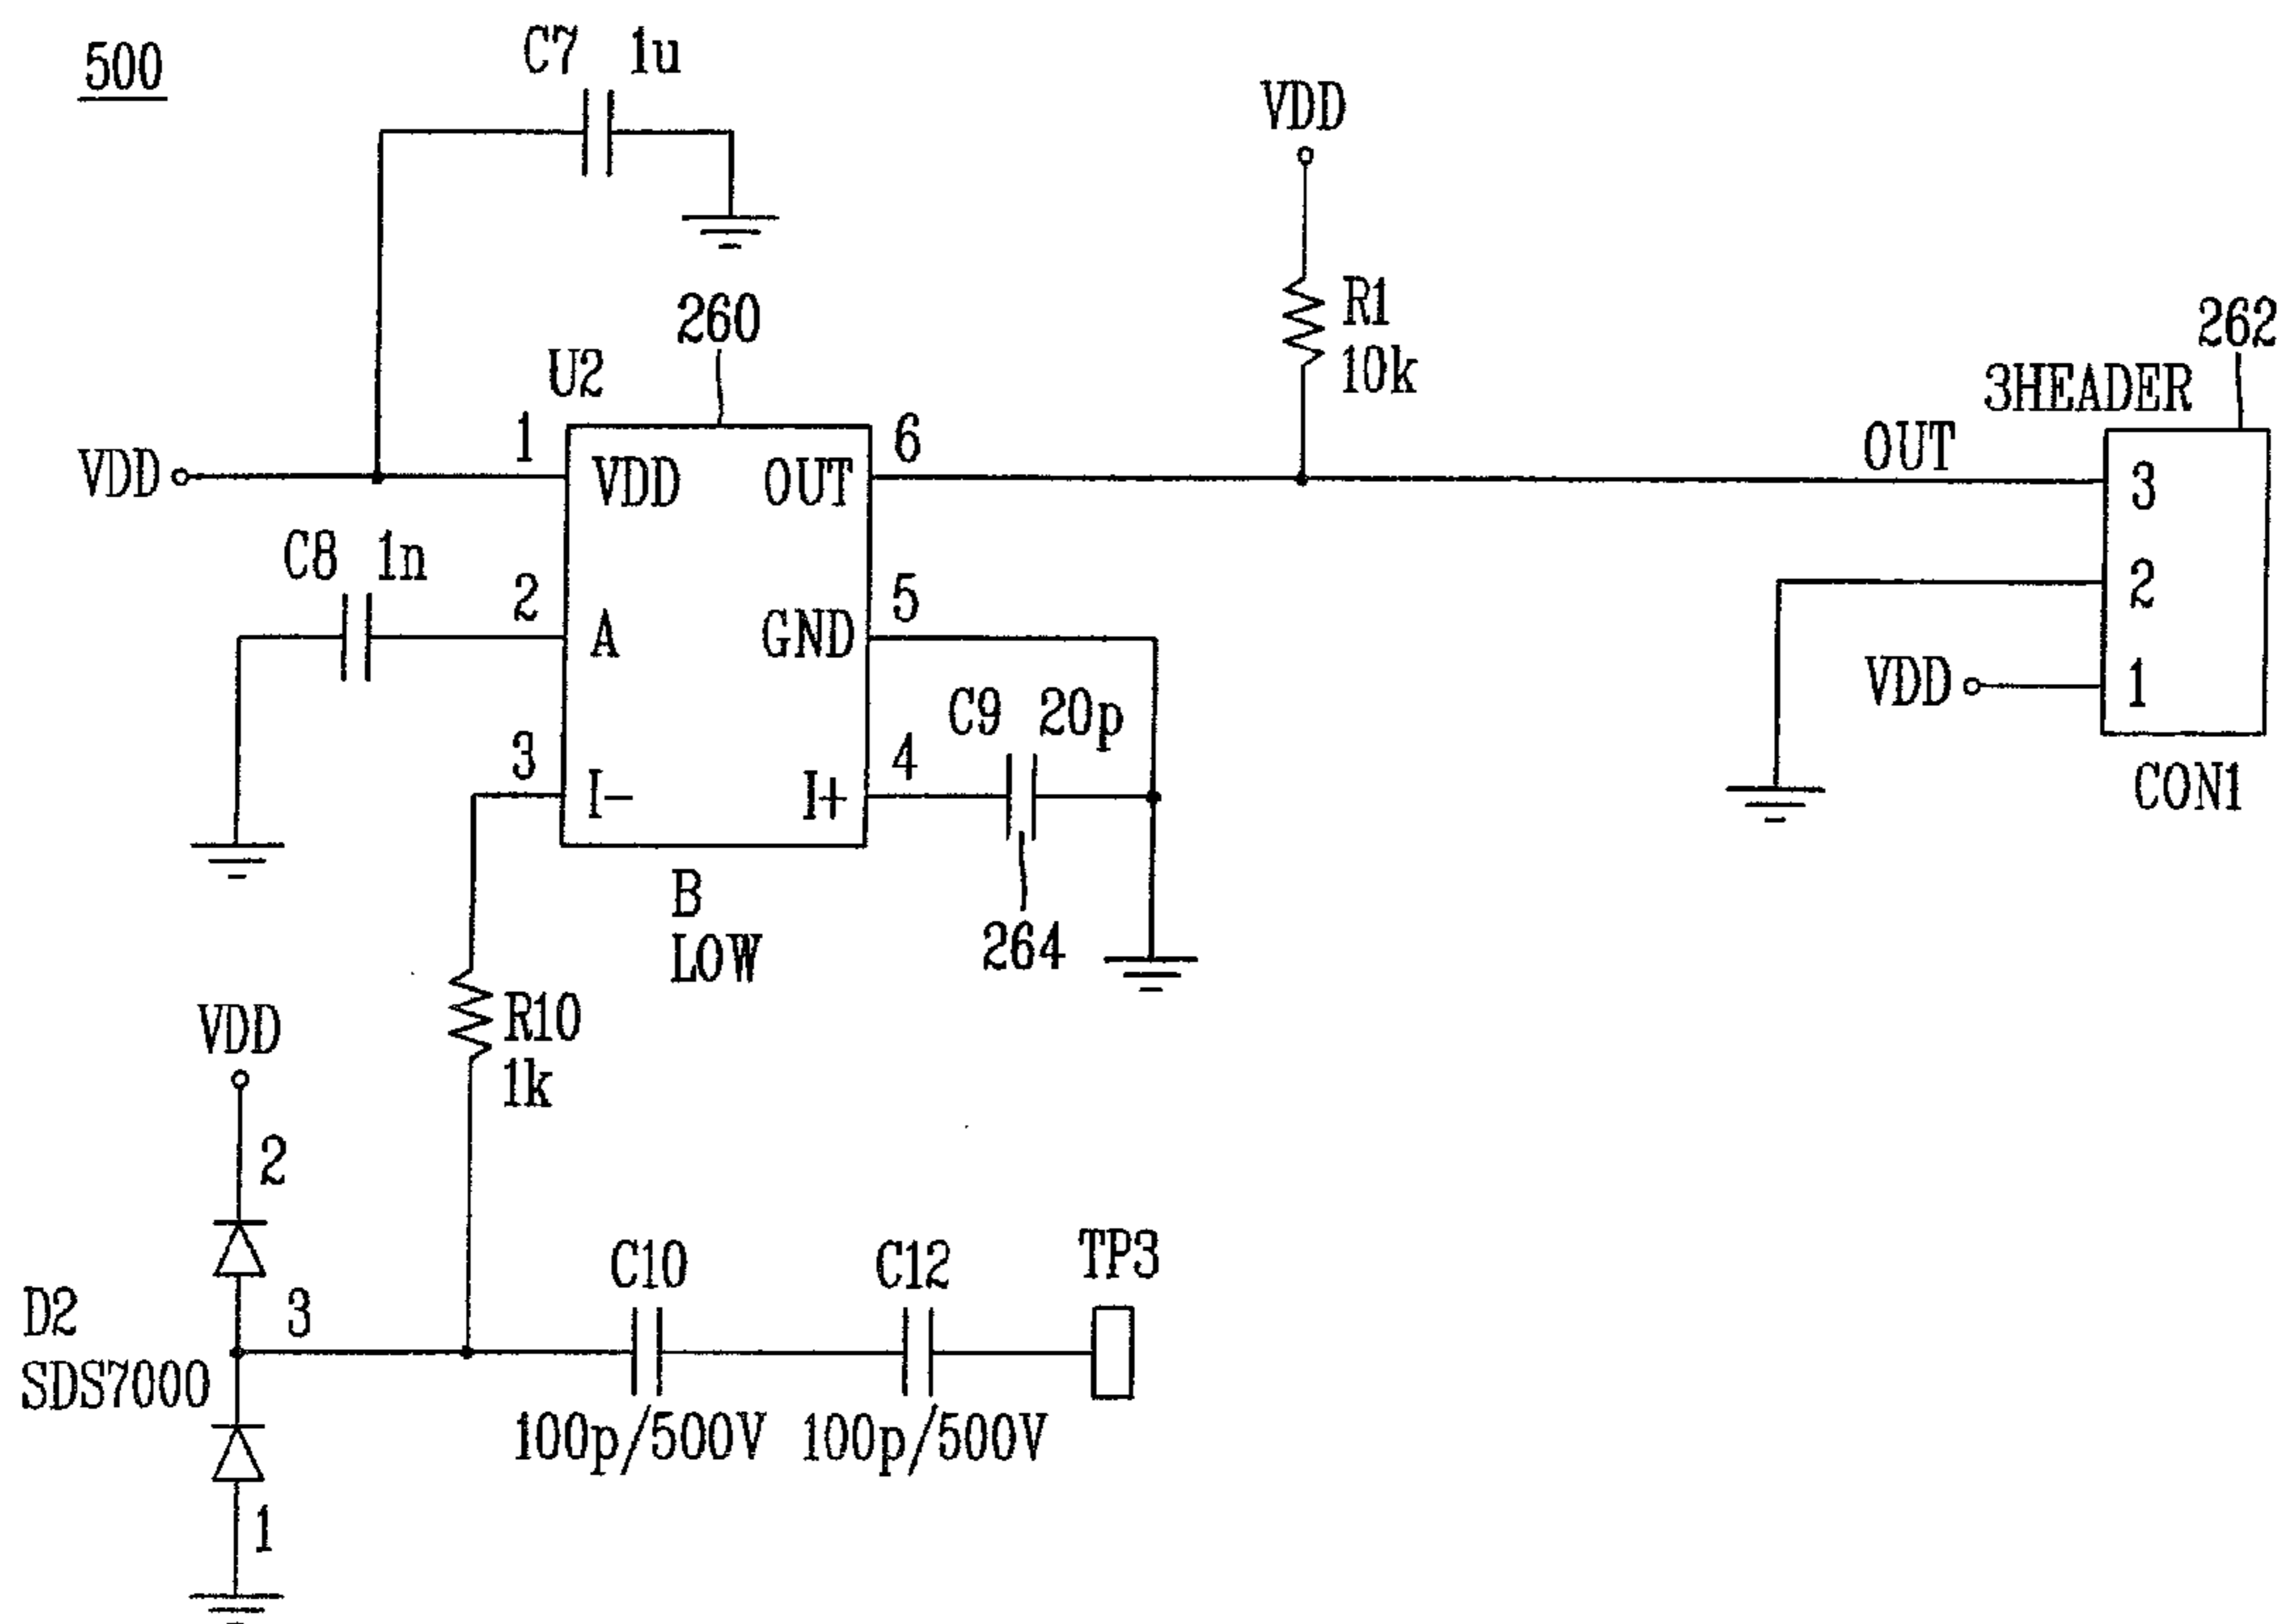 500
C7 1u
VDD
260
R1
10k
262
U2
3HEADER
1
6
OUT
VDD
VDD OUT
3
C8 1n
2
5
2
A GND
VDD
1
C9 20p
3
4
I- I+
CON1
B
LOW
264
VDD
R10
1k
2
C10
C12
TP3
D2
3
SDS7000
100p/500V
100p/500V
1